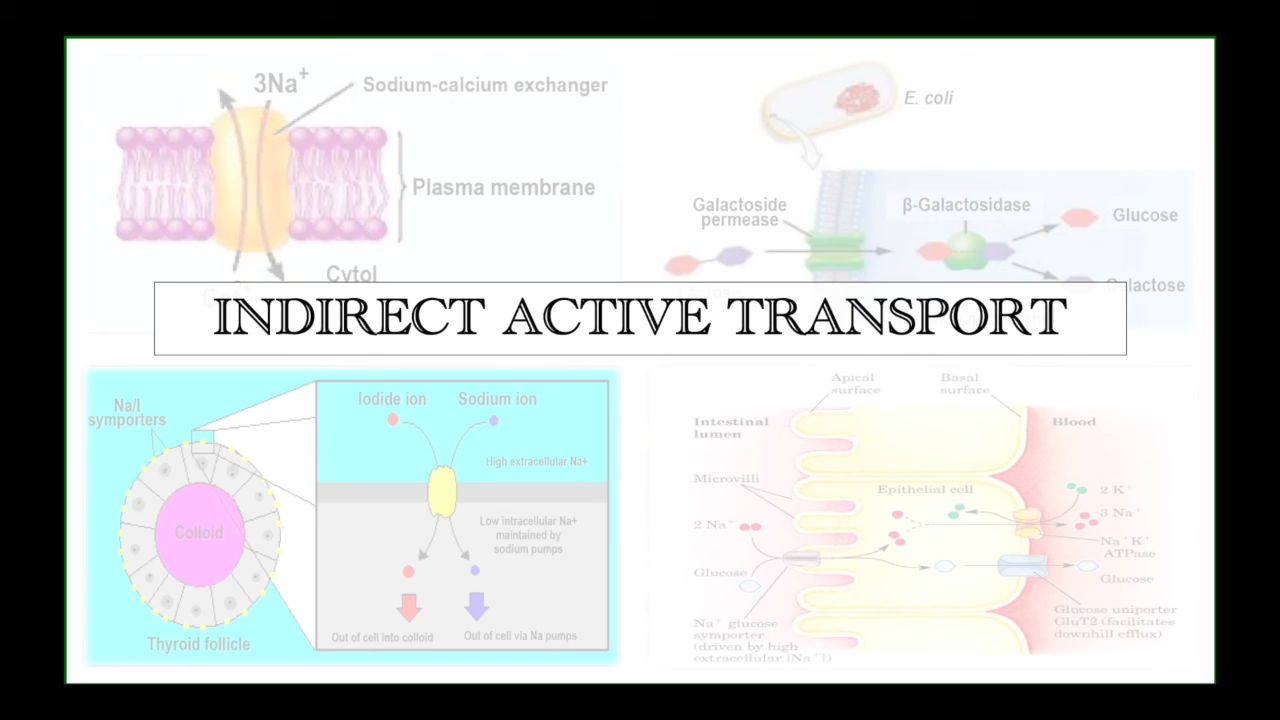 3Na+
Sodium-calcium exchanger
Plasma membrane
Cytol
E. coli
Galactoside
permease
β-Galactosidase
Glucose
Galactose
INDIRECT ACTIVE TRANSPORT
Na/I
symporters
Colloid
Thyroid follicle
Iodide ion
Sodium ion
High extracellular Na+
Low intracellular Na+
maintained by
sodium pumps
Out of cell into colloid
Out of cell via Na pumps
Apical
surface
Basal
surface
Intestinal
lumen
Blood
Microvilli
Epithelial cell
2 K+
3 Na+
2 Na+
Na+K+
ATPase
Glucose
Glucose
Na+ glucose
symporter
(driven by high
extracellular [Na+])
Glucose uniporter
GluT2 (facilitates
downhill efflux)